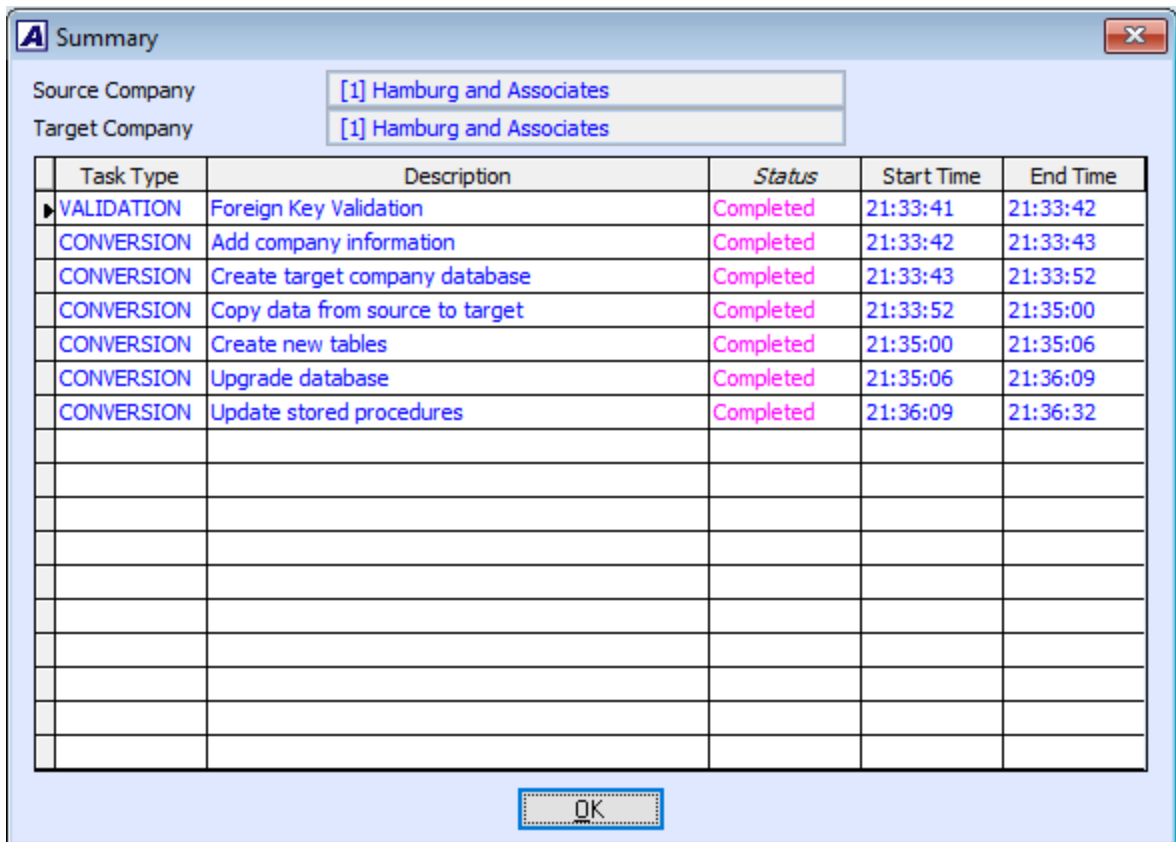 A Summary
Source Company [1] Hamburg and Associates
Target Company [1] Hamburg and Associates
Task Type Description Status Start Time End Time
VALIDATION Foreign Key Validation Completed 21:33:41 21:33:42
CONVERSION Add company information Completed 21:33:42 21:33:43
CONVERSION Create target company database Completed 21:33:43 21:33:52
CONVERSION Copy data from source to target Completed 21:33:52 21:35:00
CONVERSION Create new tables Completed 21:35:00 21:35:06
CONVERSION Upgrade database Completed 21:35:06 21:36:09
CONVERSION Update stored procedures Completed 21:36:09 21:36:32
OK